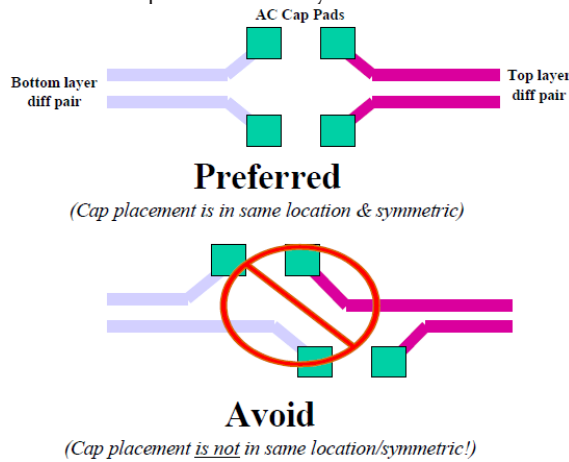 AC Cap Pads
Bottom layer
diff pair
Top layer
diff pair
Preferred
(Cap placement is in same location & symmetric)
Avoid
(Cap placement is not in same location/symmetric!)